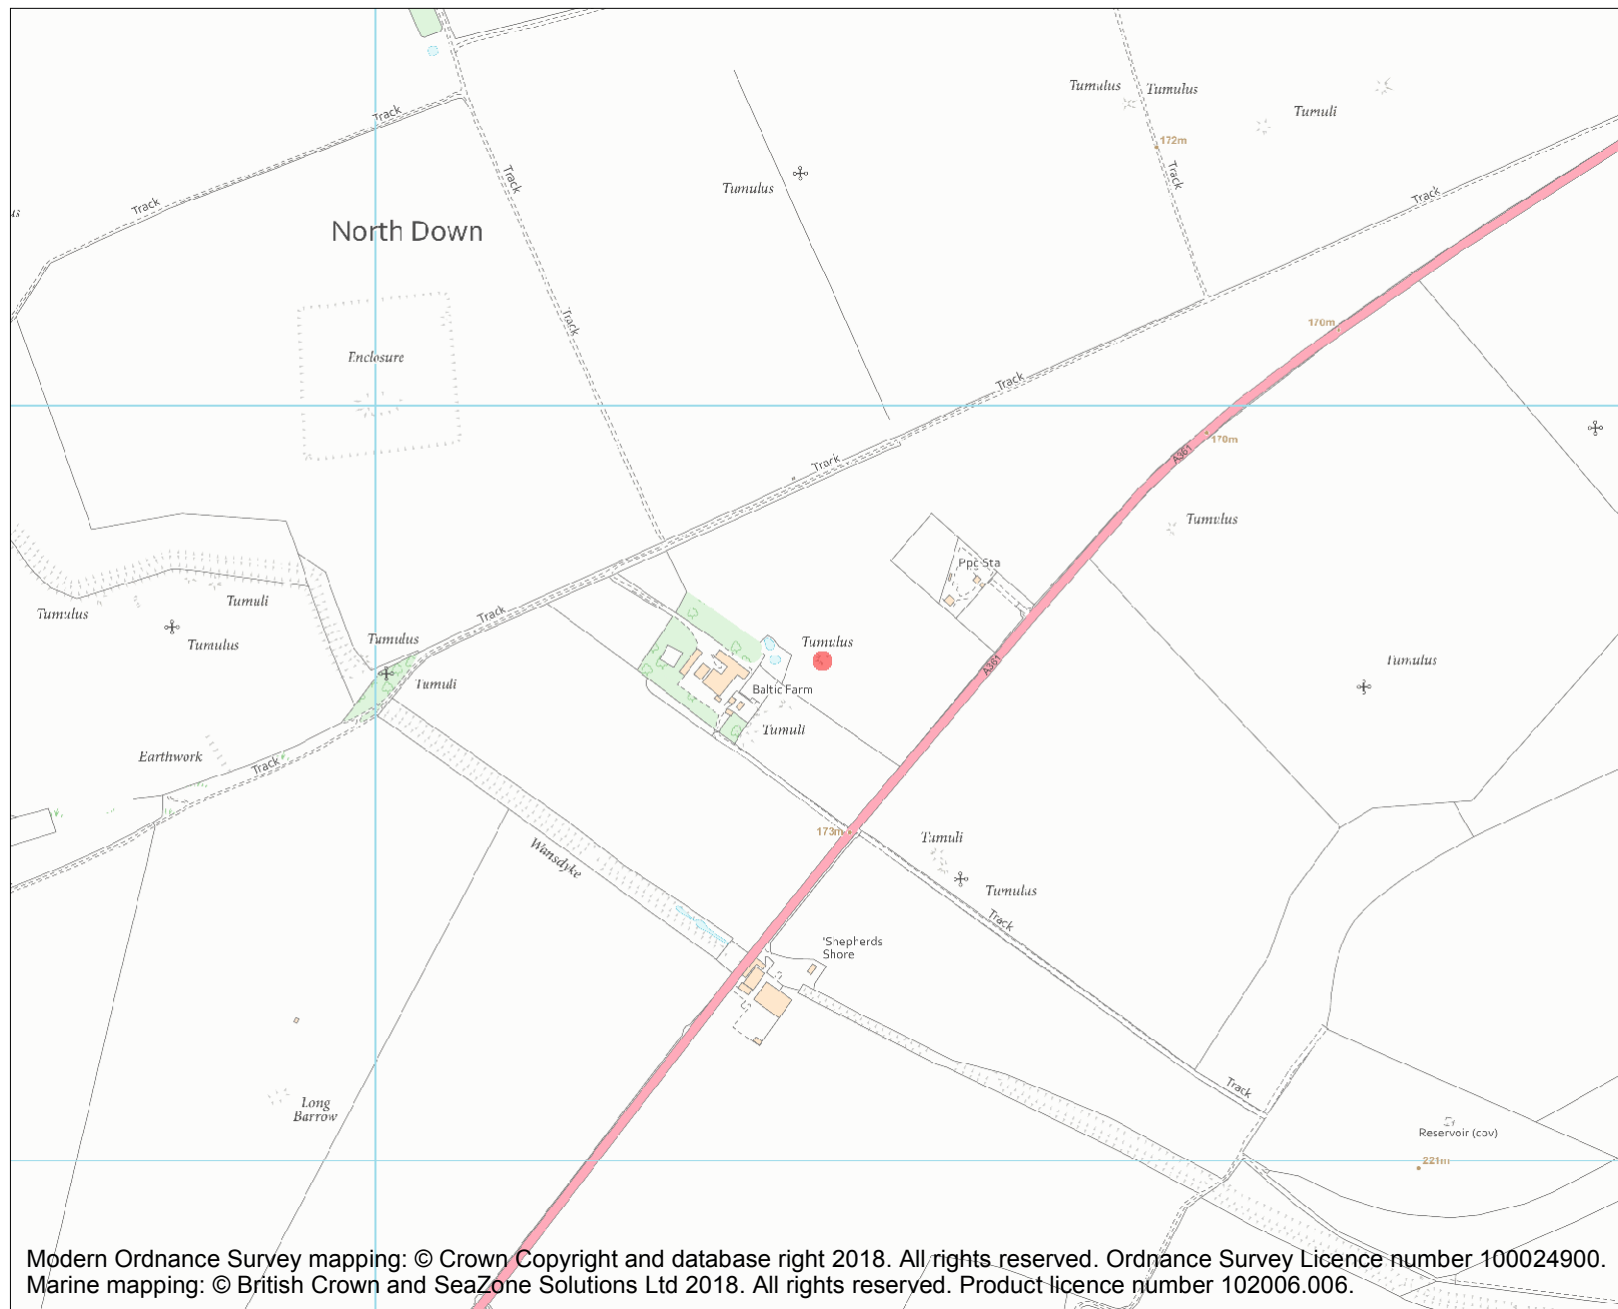 Tumulus
Tumulus
Tumuli
Track
172m
Track
Track
Tumulus
Track
Track
us
North Down
170m
Track
Enclosure
Track
170m
A361
Track
Tumulus
Ppg Sta
Tumuli
Tumulus
Track
Tumulus
Tumulus
Tumulus
A361
Tumulus
Tumuli
Baltic Farm
Tumuli
Earthwork
Track
173m
Tumuli
Wansdyke
Tumulus
Track
'Shepherds
Shore
Track
Long
Barrow
Reservoir (cov)
221m
Modern Ordnance Survey mapping: © Crown Copyright and database right 2018. All rights reserved. Ordnance Survey Licence number 100024900.
Marine mapping: © British Crown and SeaZone Solutions Ltd 2018. All rights reserved. Product licence number 102006.006.